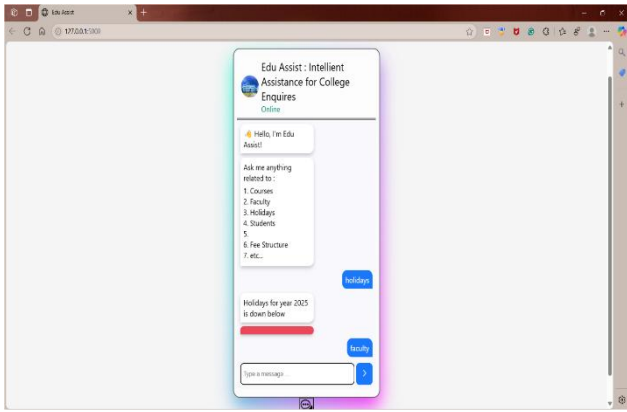 Edu Assist
127.0.0.1:5000
Edu Assist : Intellient
Assistance for College
Enquires
Online
👋 Hello, I'm Edu
Assist!
Ask me anything
related to :
1. Courses
2. Faculty
3. Holidays
4. Students
5.
6. Fee Structure
7. etc...
holidays
Holidays for year 2025
is down below
faculty
Type a message ...